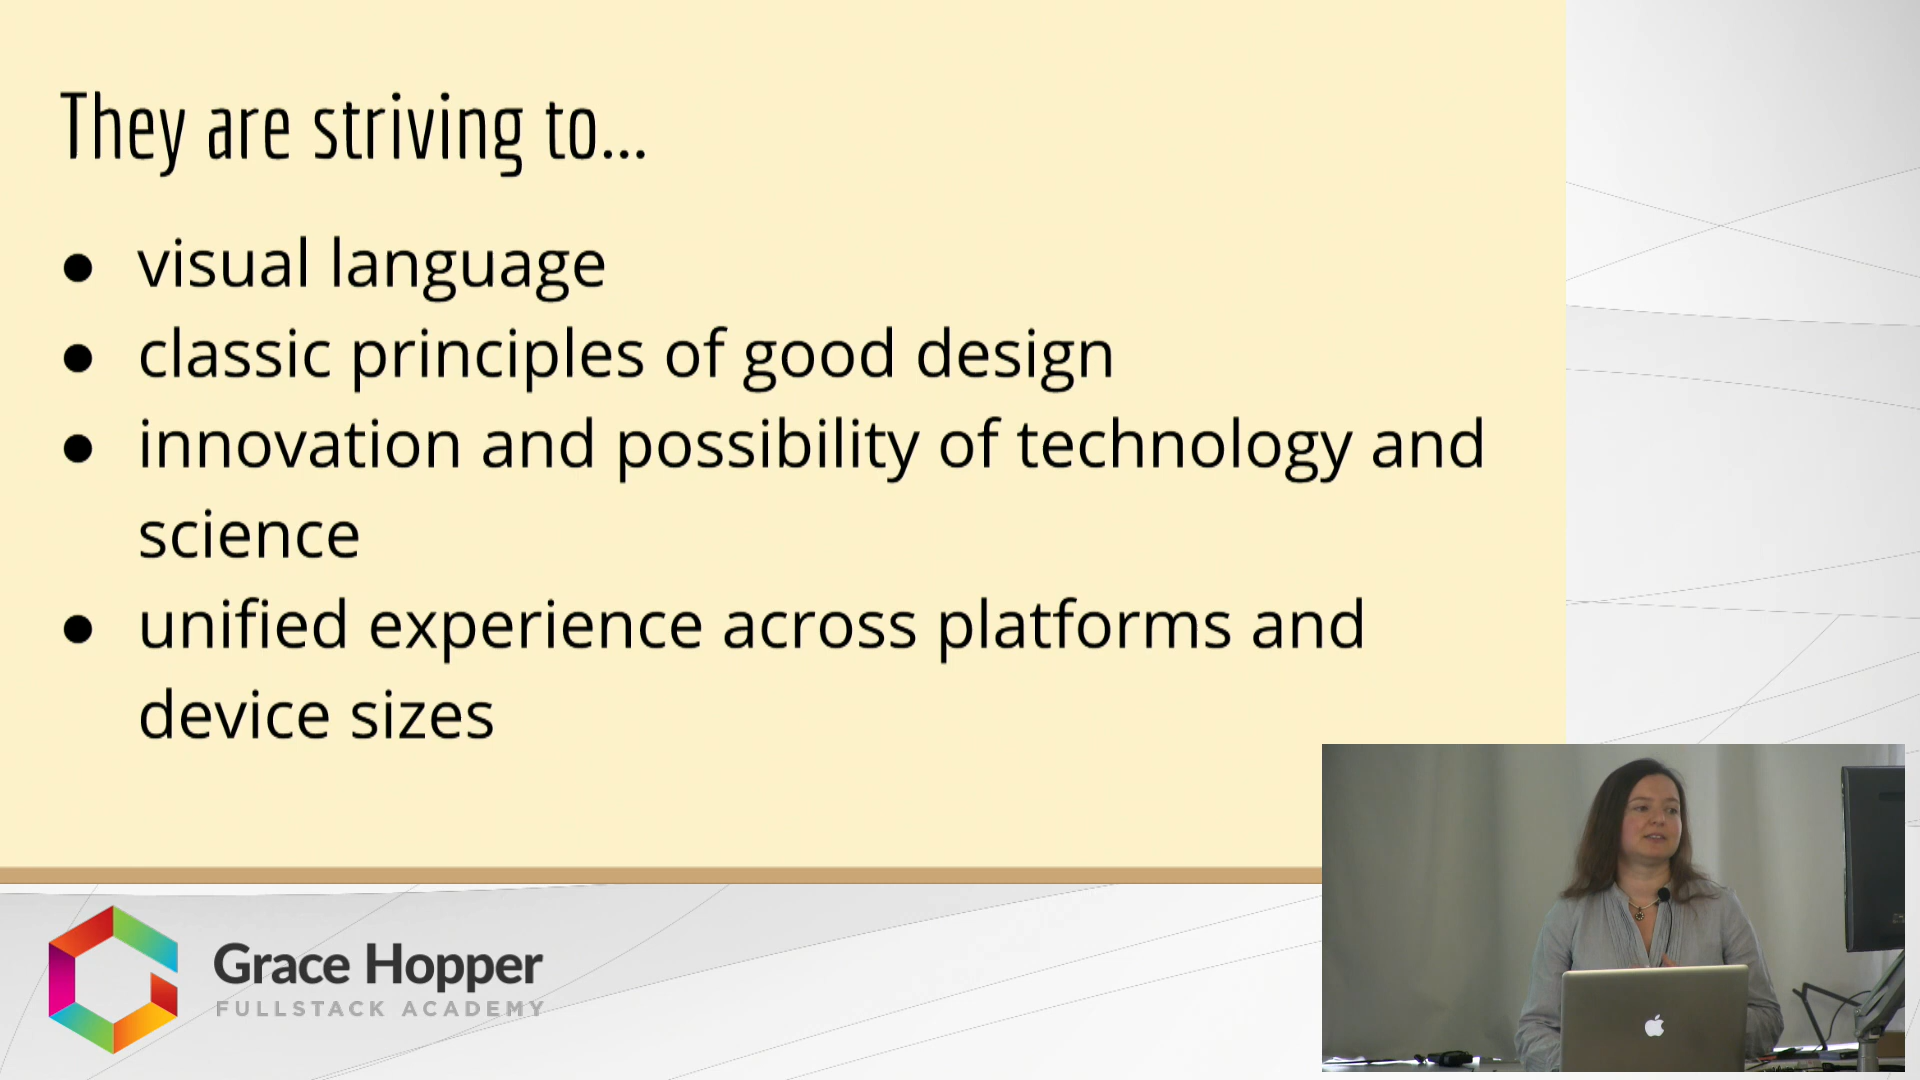 They are striving to...
● visual language
● classic principles of good design
● innovation and possibility of technology and
science
● unified experience across platforms and
device sizes
Grace Hopper
FULLSTACK ACADEMY